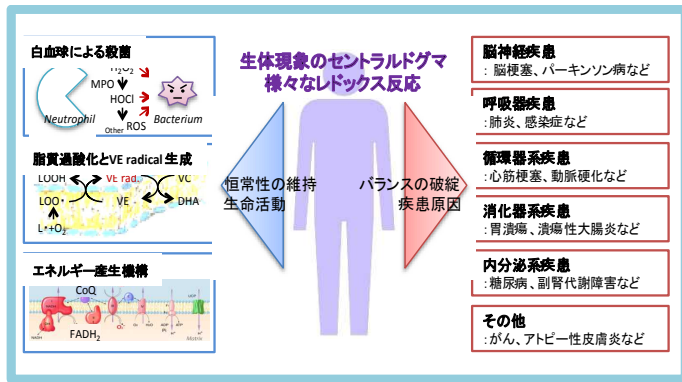 生体現象のセントラルドグマ
様々なレドックス反応
白血球による殺菌
H₂O₂
MPO
HOCl
Neutrophil
Other ROS
Bacterium
脂質過酸化とVE radical 生成
LOOH
VE rad.
VC
LOO•
VE
DHA
L•+O₂
エネルギー産生機構
CoQ
FADH₂
NADH
Matrix
恒常性の維持
生命活動
バランスの破綻
疾患原因
脳神経疾患
: 脳梗塞、パーキンソン病など
呼吸器疾患
: 肺炎、感染症など
循環器系疾患
: 心筋梗塞、動脈硬化など
消化器系疾患
: 胃潰瘍、潰瘍性大腸炎など
内分泌系疾患
: 糖尿病、副腎代謝障害など
その他
: がん、アトピー性皮膚炎など